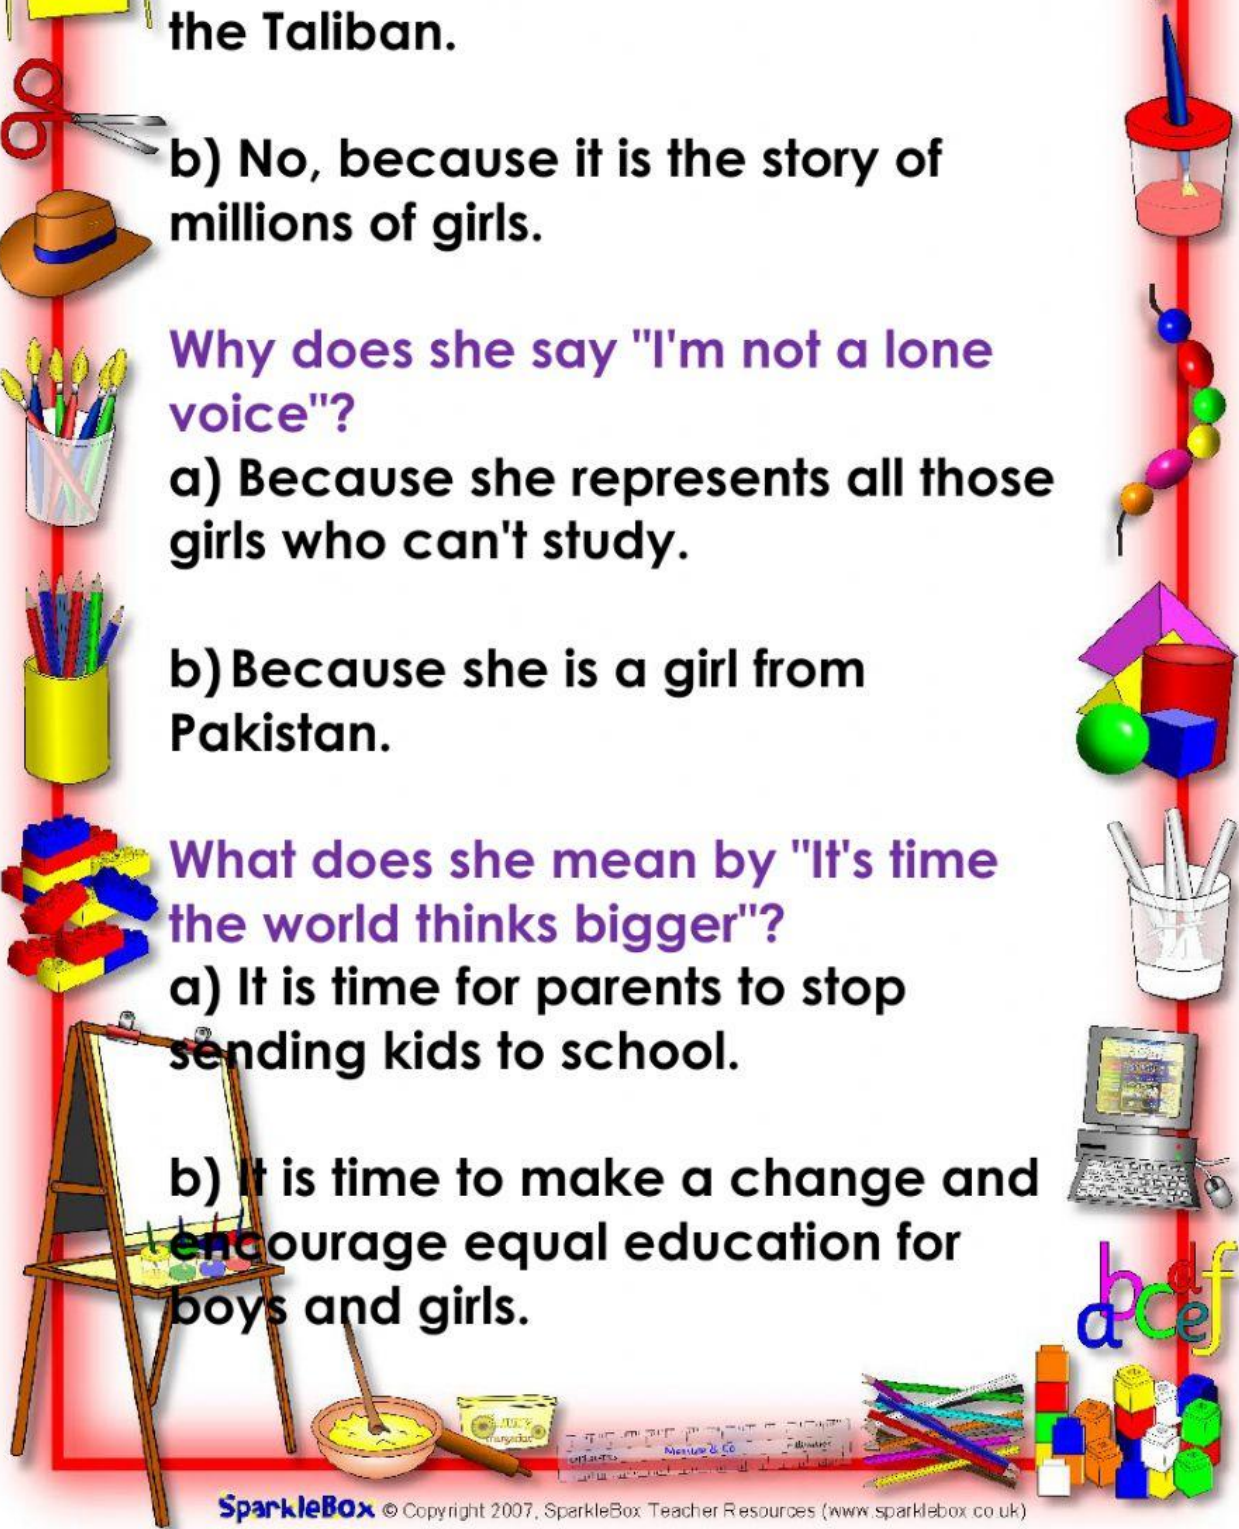 the Taliban.
b) No, because it is the story of
millions of girls.
Why does she say "I'm not a lone
voice"?
a) Because she represents all those
girls who can't study.
b) Because she is a girl from
Pakistan.
What does she mean by "It's time
the world thinks bigger"?
a) It is time for parents to stop
sending kids to school.
b) It is time to make a change and
encourage equal education for
boys and girls.
SparkleBox © Copyright 2007, SparkleBox Teacher Resources (www.sparklebox.co.uk)